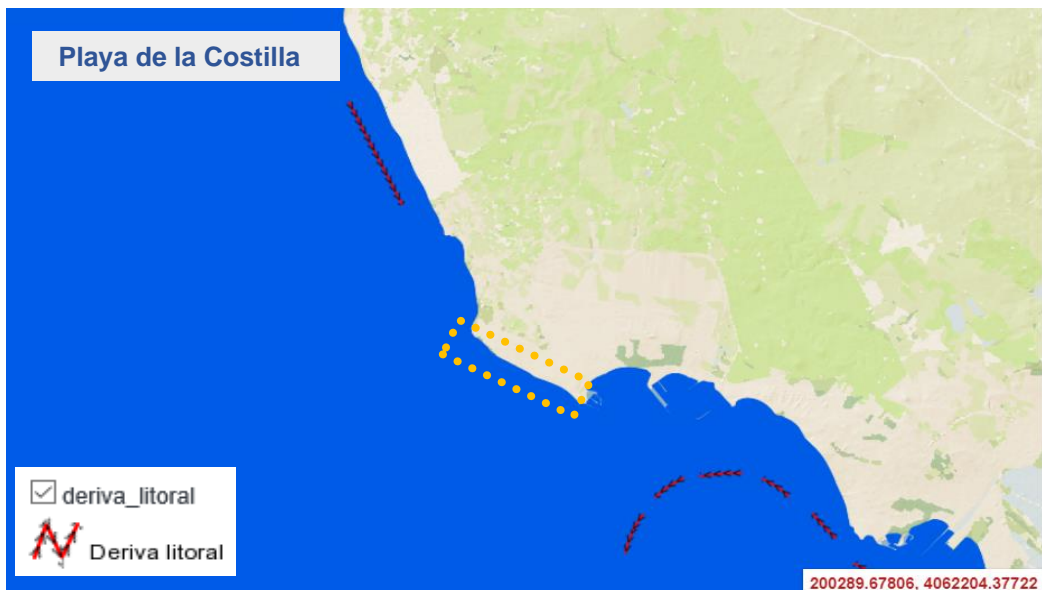 Playa de la Costilla
deriva_litoral
Deriva litoral
200289.67806, 4062204.37722